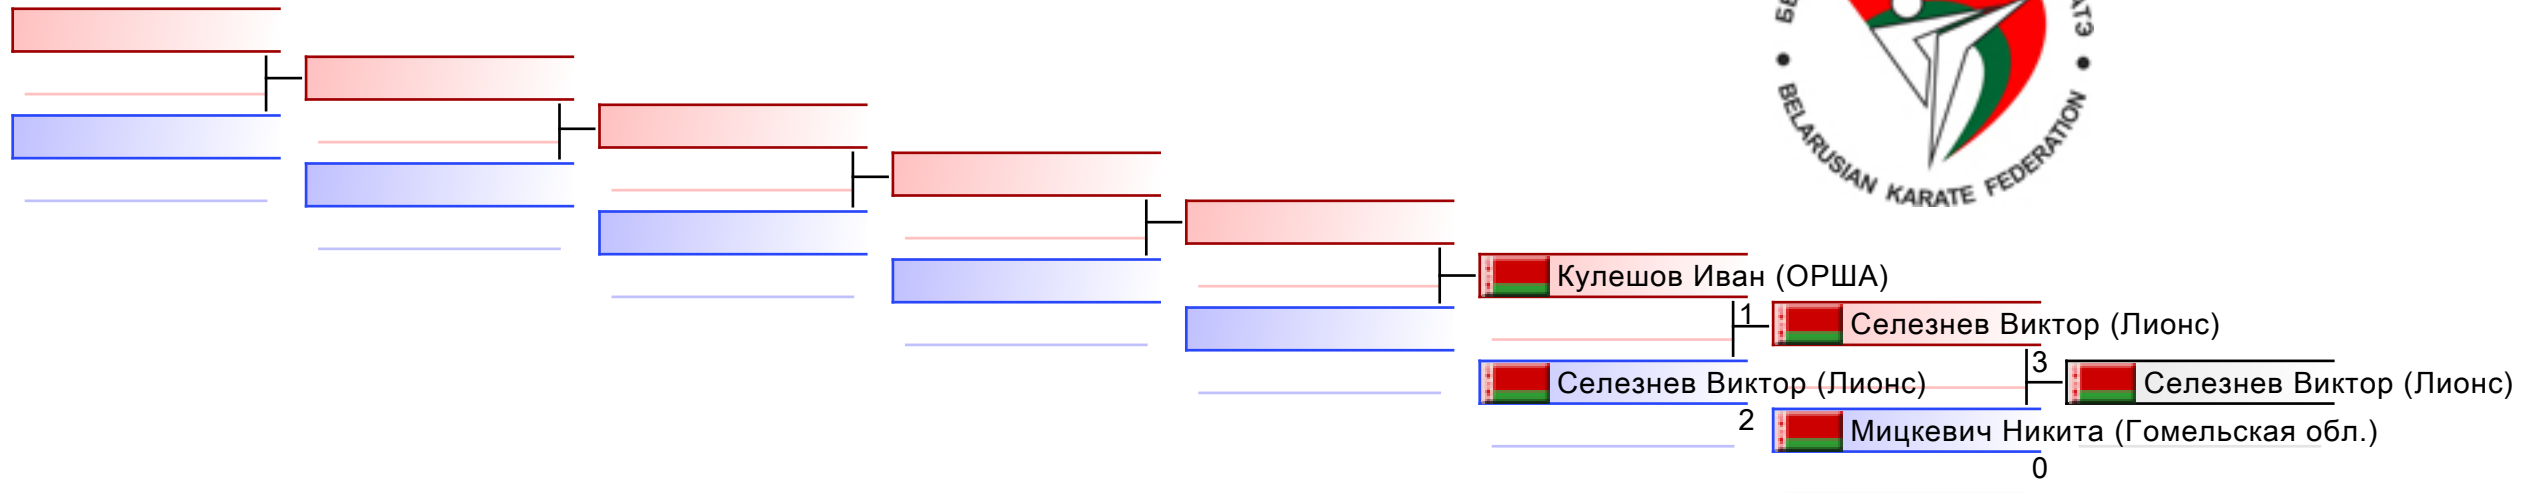 BELARUSIAN KARATE FEDERATION
Кулешов Иван (ОРША)
1
Селезнев Виктор (Лионс)
3
Селезнев Виктор (Лионс)
Селезнев Виктор (Лионс)
2
Мицкевич Никита (Гомельская обл.)
0